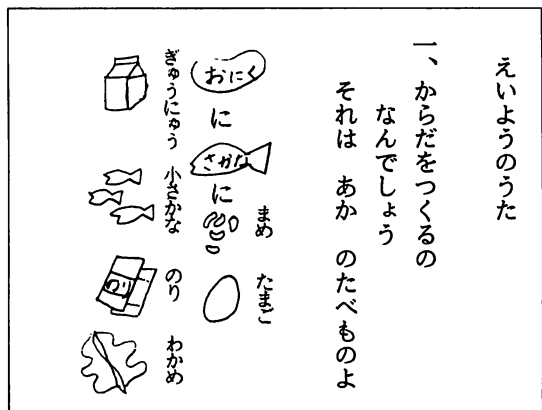 えいようのうた
一、からだをつくるの
なんでしょう
それは　あか　のたべものよ
まめ　たまご
おにく　に　さかな　に
ぎゅうにゅう　小さかな　のり　わかめ
のり